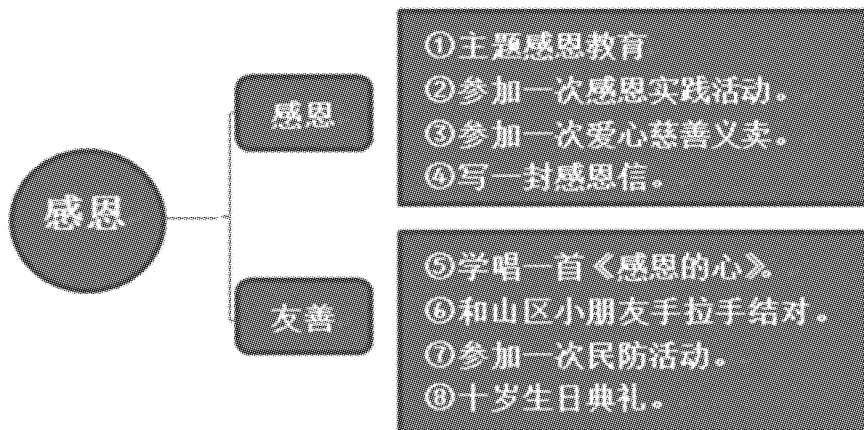 感恩
感恩
①主题感恩教育
②参加一次感恩实践活动。
③参加一次爱心慈善义卖。
④写一封感恩信。
友善
⑤学唱一首《感恩的心》。
⑥和山区小朋友手拉手结对。
⑦参加一次民防活动。
⑧十岁生日典礼。